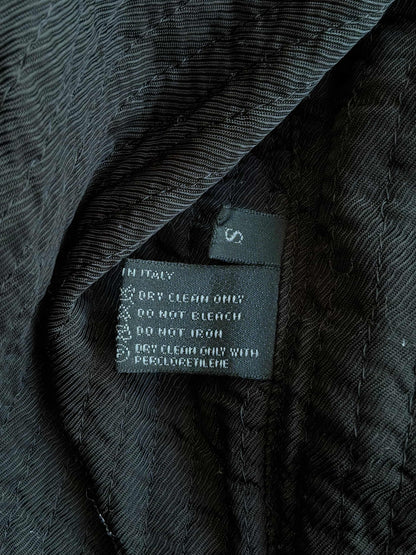 S
IN ITALY
DRY CLEAN ONLY
DO NOT BLEACH
DO NOT IRON
DRY CLEAN ONLY WITH
PERCLORETILENE